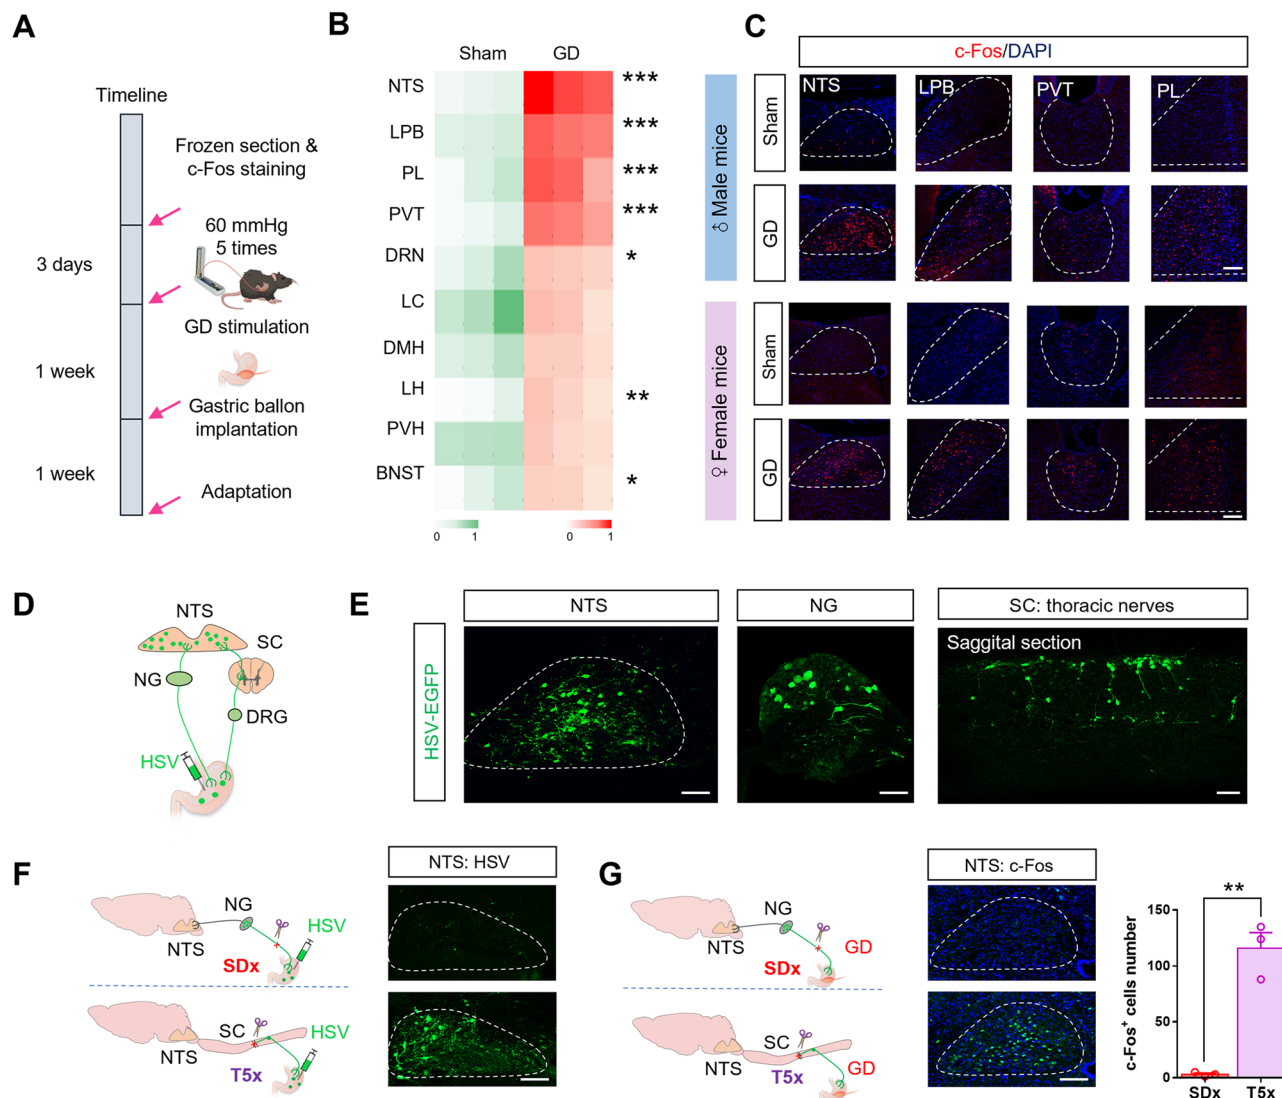 A
Timeline
Frozen section &
c-Fos staining
60 mmHg
5 times
3 days
GD stimulation
1 week
Gastric ballon
implantation
1 week
Adaptation
B
Sham GD
NTS ***
LPB ***
PL ***
PVT ***
DRN *
LC
DMH
LH **
PVH
BNST *
0 1 0 1
C
c-Fos/DAPI
♂ Male mice
Sham
NTS LPB PVT PL
GD
♀ Female mice
Sham
GD
D
NTS
SC
NG
DRG
HSV
E
NTS NG SC: thoracic nerves
HSV-EGFP
Saggital section
F
NTS: HSV
NG
HSV
NTS
SDx
SC
HSV
NTS
T5x
G
NTS: c-Fos
NG
GD
NTS
SDx
SC
NTS
T5x GD
**
c-Fos⁺ cells number
150
100
50
0
SDx T5x